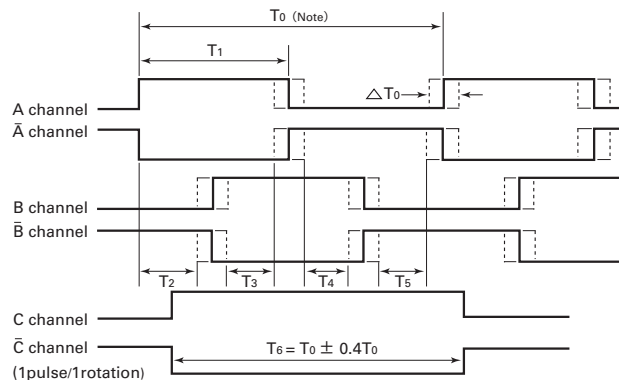 T0 (Note)
T1
△T0
A channel
Ā channel
B channel
B̄ channel
T2 T3 T4 T5
C channel
C̄ channel
T6 = T0 ± 0.4T0
(1pulse/1rotation)